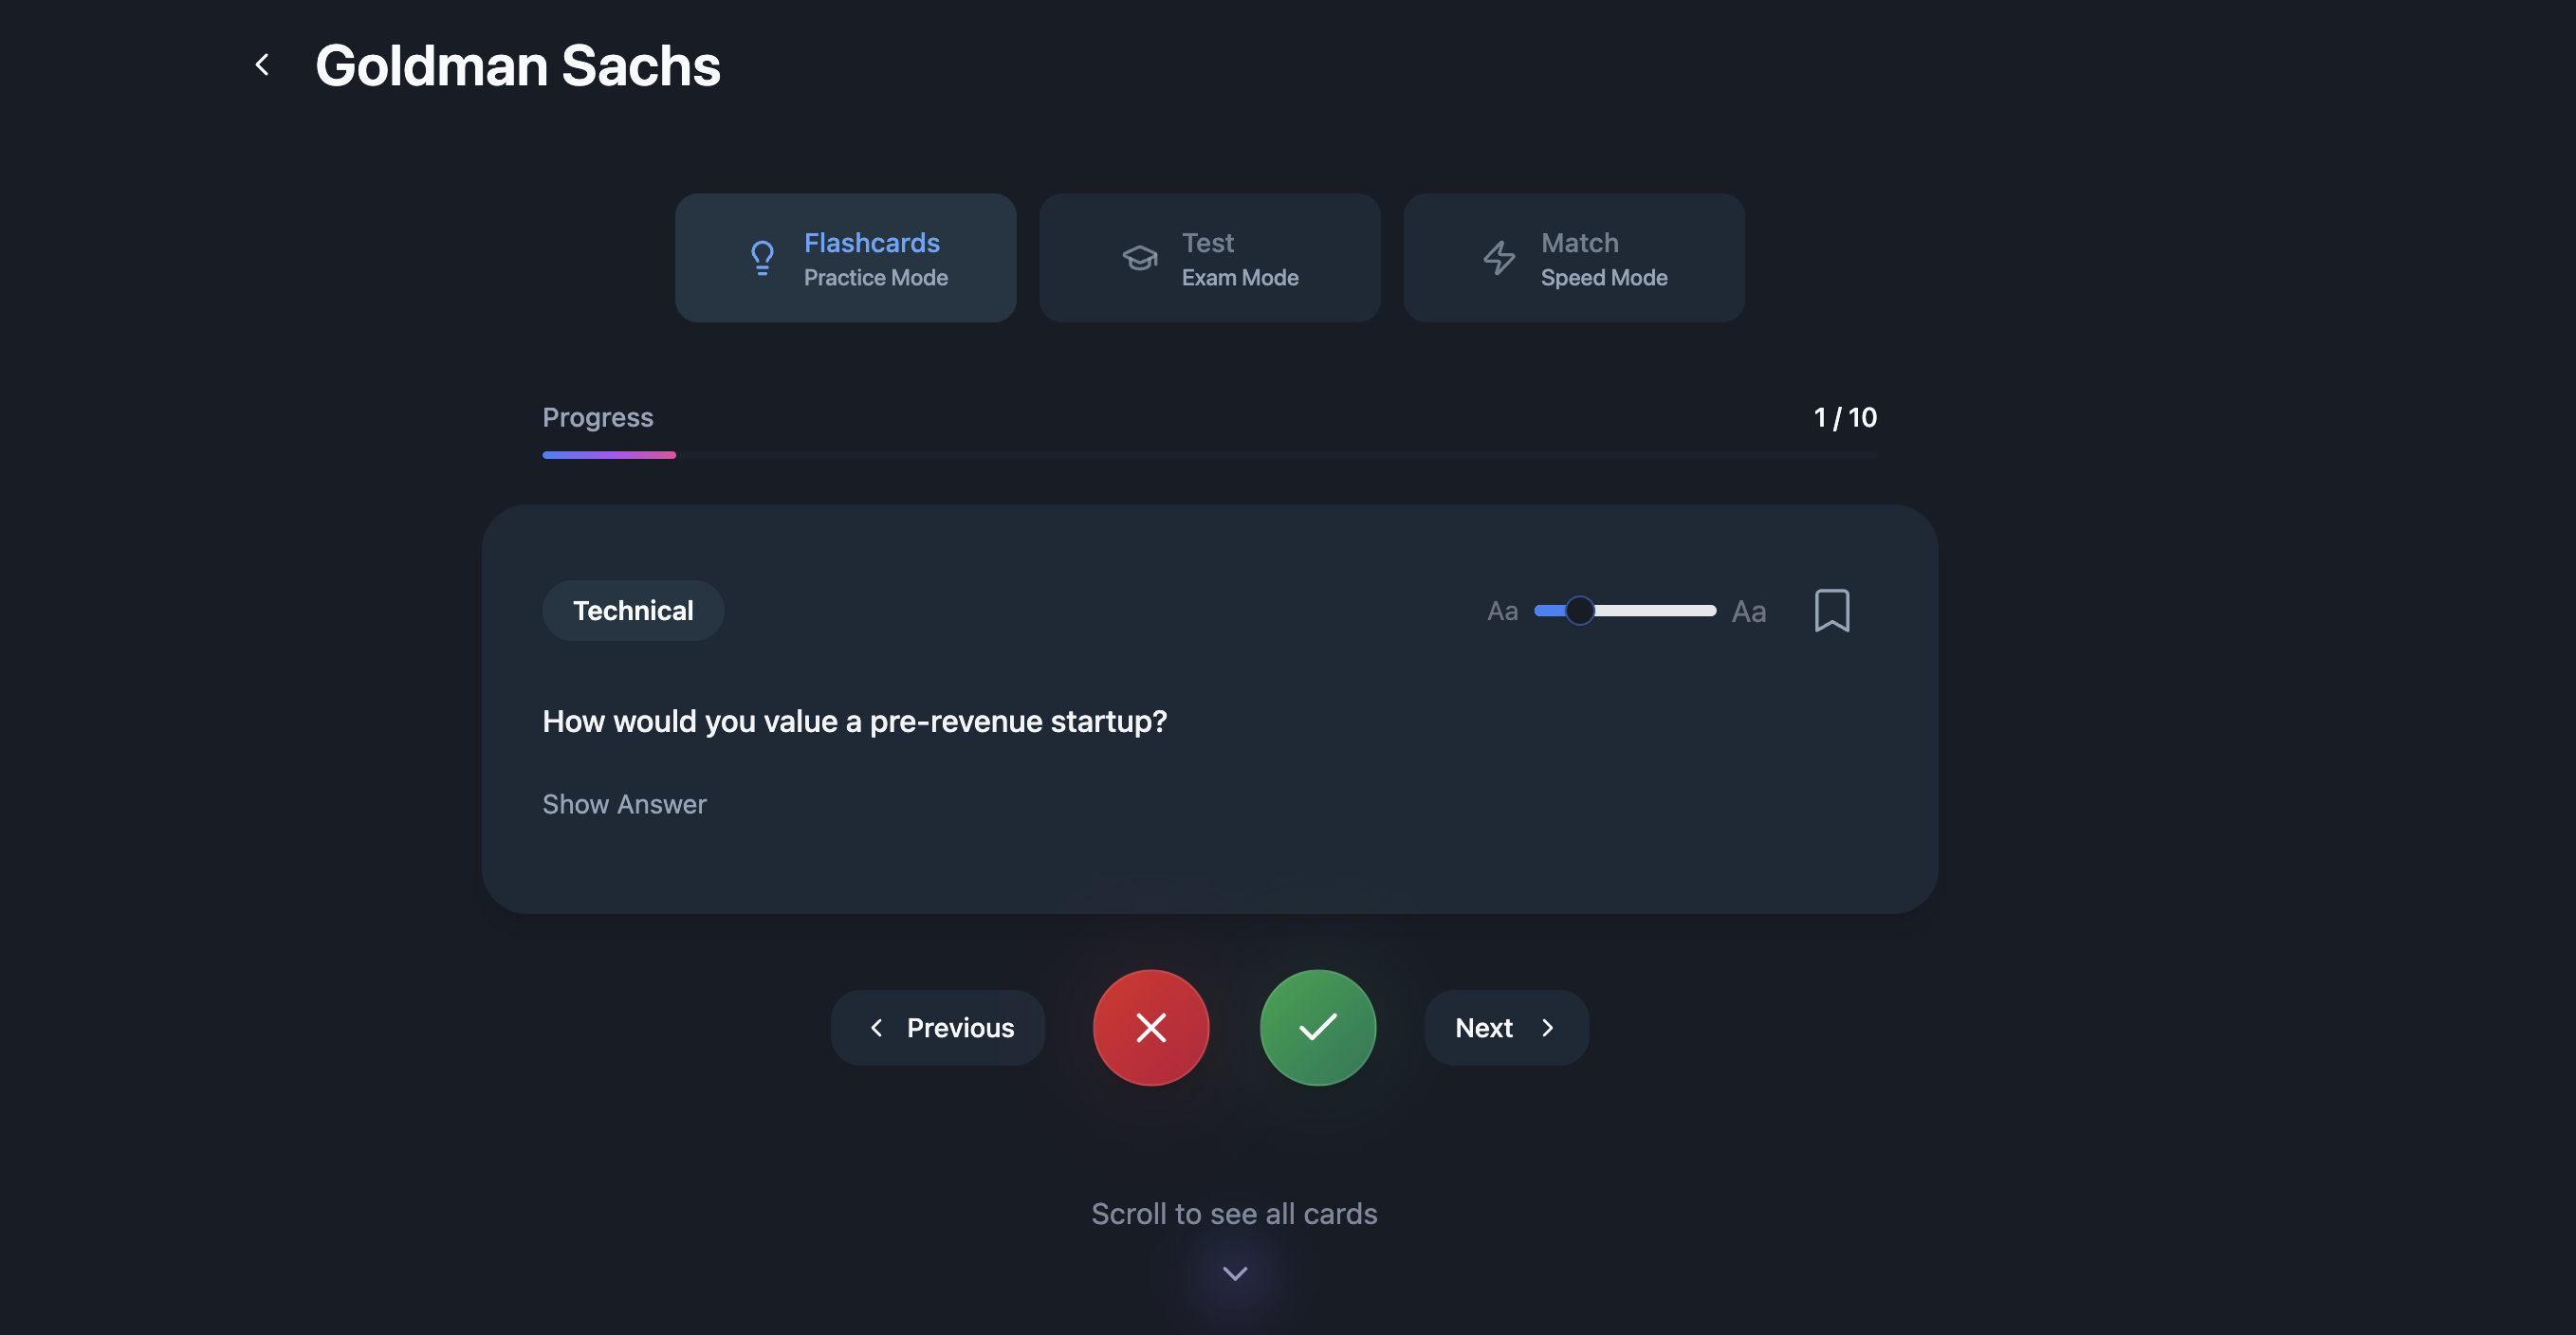 Goldman Sachs
Flashcards
Practice Mode
Test
Exam Mode
Match
Speed Mode
Progress
1 / 10
Technical
Aa
Aa
How would you value a pre-revenue startup?
Show Answer
Previous
Next
Scroll to see all cards